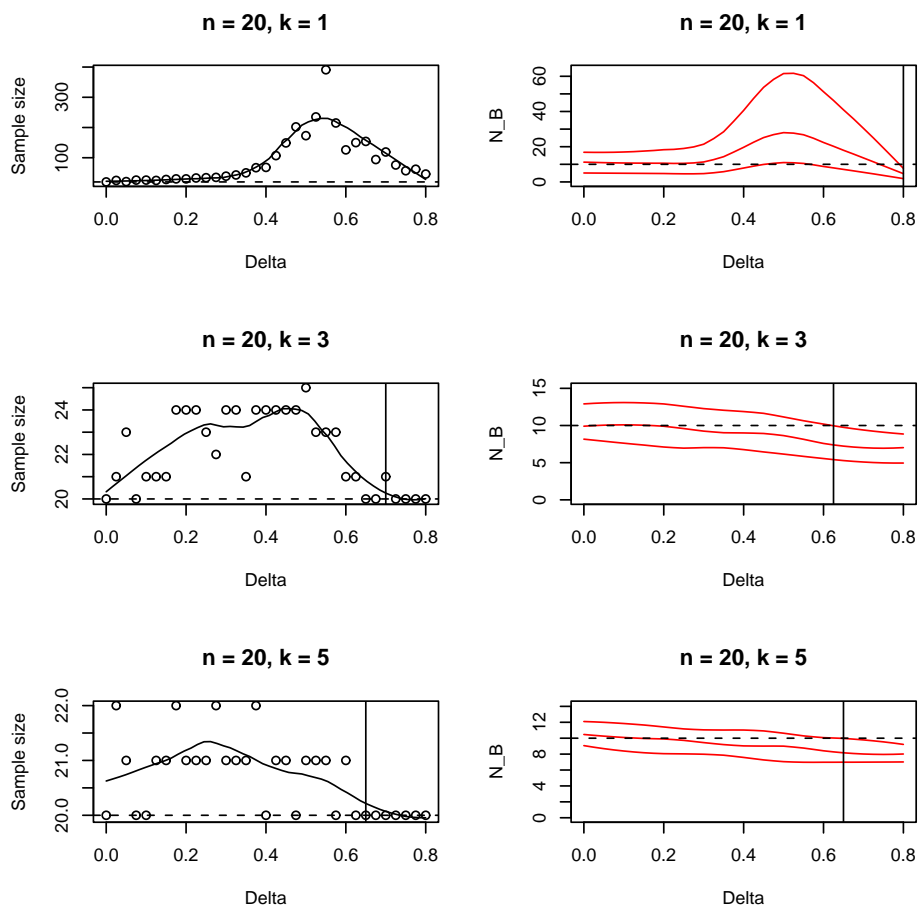 n = 20, k = 1
Sample size
100 300
0.0 0.2 0.4 0.6 0.8
Delta
n = 20, k = 1
N_B
0 20 40 60
0.0 0.2 0.4 0.6 0.8
Delta
n = 20, k = 3
Sample size
20 22 24
0.0 0.2 0.4 0.6 0.8
Delta
n = 20, k = 3
N_B
0 5 10 15
0.0 0.2 0.4 0.6 0.8
Delta
n = 20, k = 5
Sample size
20.0 21.0 22.0
0.0 0.2 0.4 0.6 0.8
Delta
n = 20, k = 5
N_B
0 4 8 12
0.0 0.2 0.4 0.6 0.8
Delta